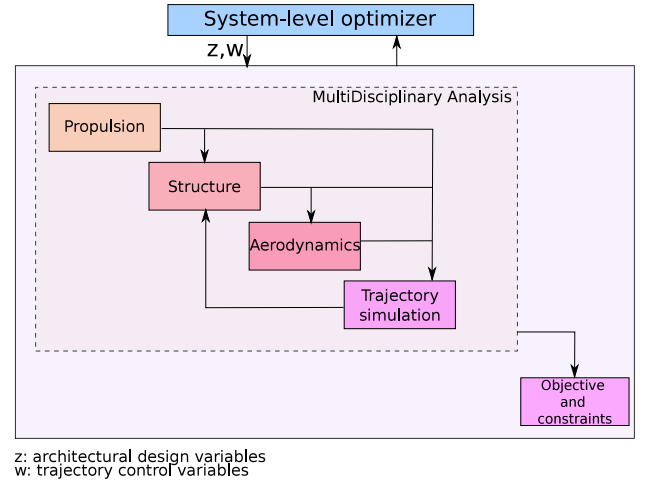 System-level optimizer
z,w
MultiDisciplinary Analysis
Propulsion
Structure
Aerodynamics
Trajectory
simulation
Objective
and
constraints
z: architectural design variables
w: trajectory control variables